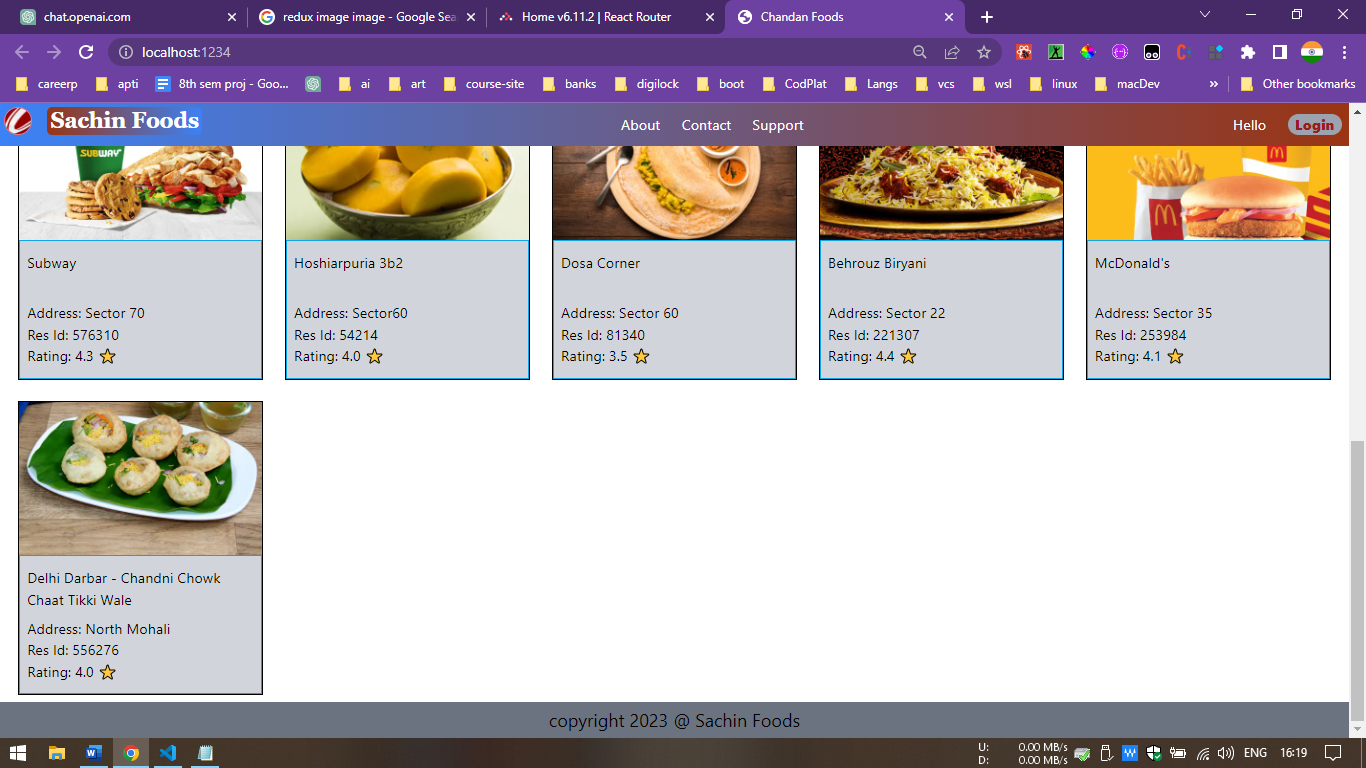 chat.openai.com
redux image image - Google Sea
Home v6.11.2 | React Router
Chandan Foods
localhost:1234
careerp
apti
8th sem proj - Goo...
ai
art
course-site
banks
digilock
boot
CodPlat
Langs
vcs
wsl
linux
macDev
»
Other bookmarks
Sachin Foods
About
Contact
Support
Hello
Login
SUBWAY
Subway
Address: Sector 70
Res Id: 576310
Rating: 4.3
Hoshiarpuria 3b2
Address: Sector60
Res Id: 54214
Rating: 4.0
Dosa Corner
Address: Sector 60
Res Id: 81340
Rating: 3.5
Behrouz Biryani
Address: Sector 22
Res Id: 221307
Rating: 4.4
McDonald's
Address: Sector 35
Res Id: 253984
Rating: 4.1
Delhi Darbar - Chandni Chowk
Chaat Tikki Wale
Address: North Mohali
Res Id: 556276
Rating: 4.0
copyright 2023 @ Sachin Foods
U: 0.00 MB/s
D: 0.00 MB/s
ENG
16:19